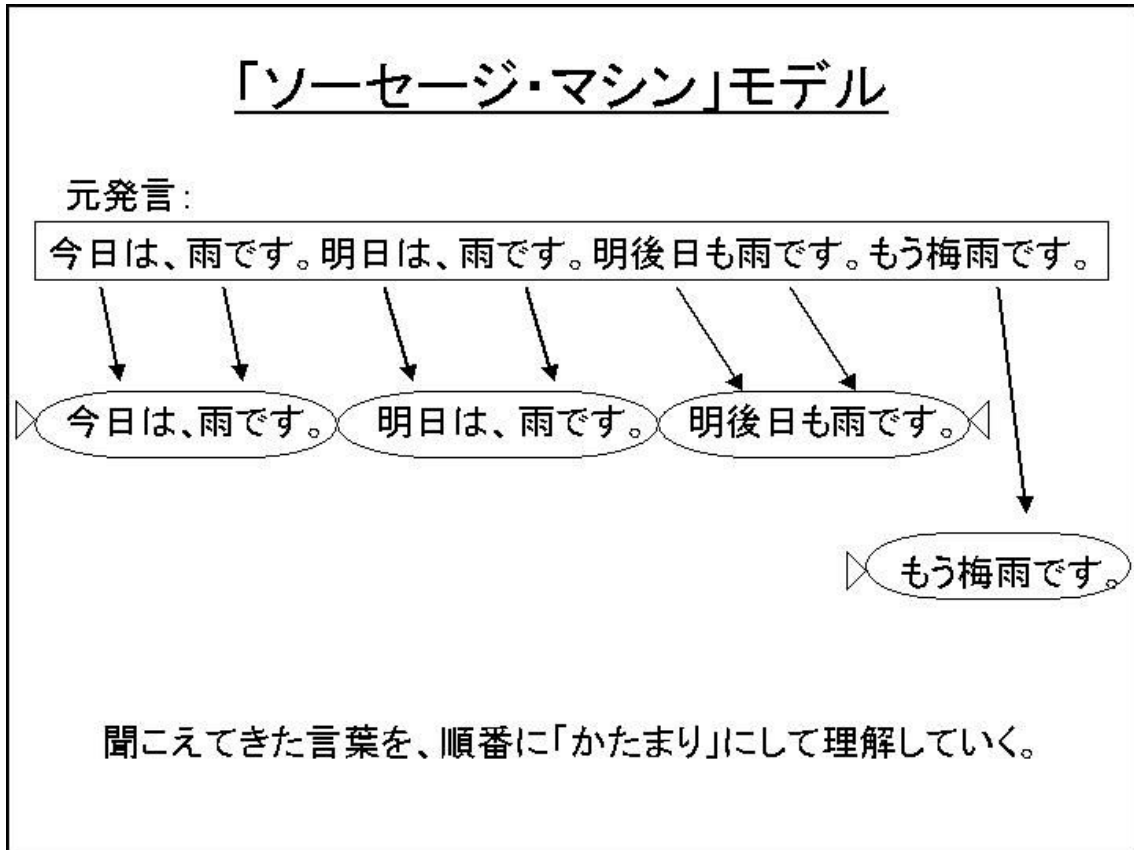 「ソーセージ・マシン」モデル
元発言：
今日は、雨です。明日は、雨です。明後日も雨です。もう梅雨です。
今日は、雨です。 明日は、雨です。 明後日も雨です。
もう梅雨です。
聞こえてきた言葉を、順番に「かたまり」にして理解していく。